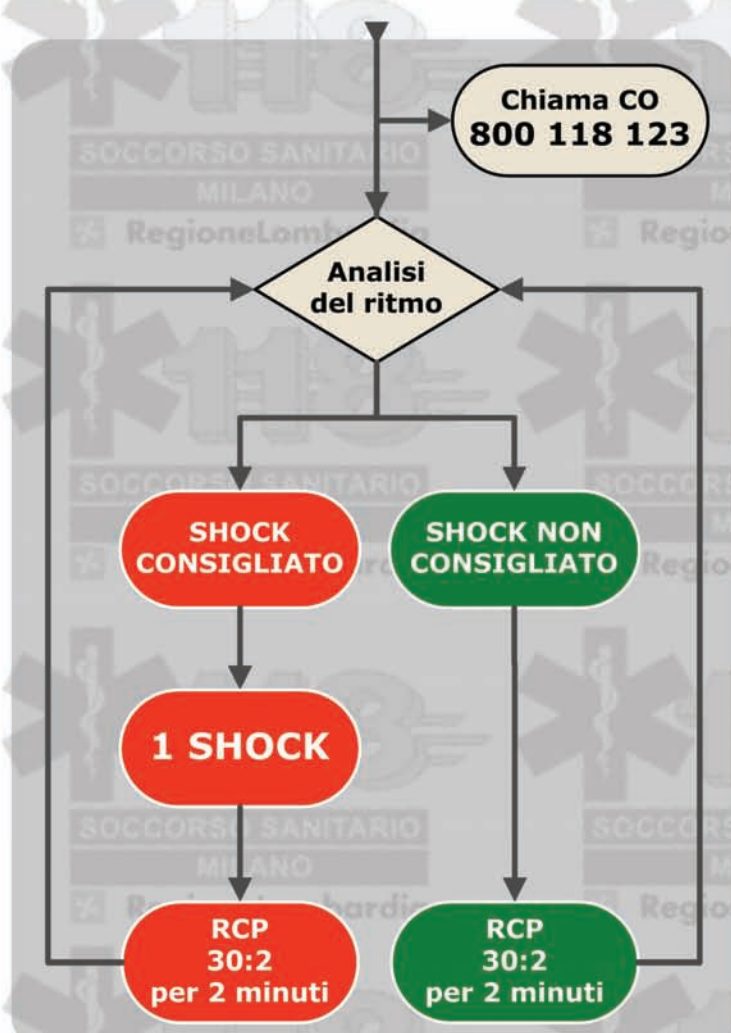 Chiama CO
800 118 123
Analisi
del ritmo
SHOCK
CONSIGLIATO
SHOCK NON
CONSIGLIATO
1 SHOCK
RCP
30:2
per 2 minuti
RCP
30:2
per 2 minuti
118
SOCCORSO SANITARIO
MILANO
RegioneLombardia